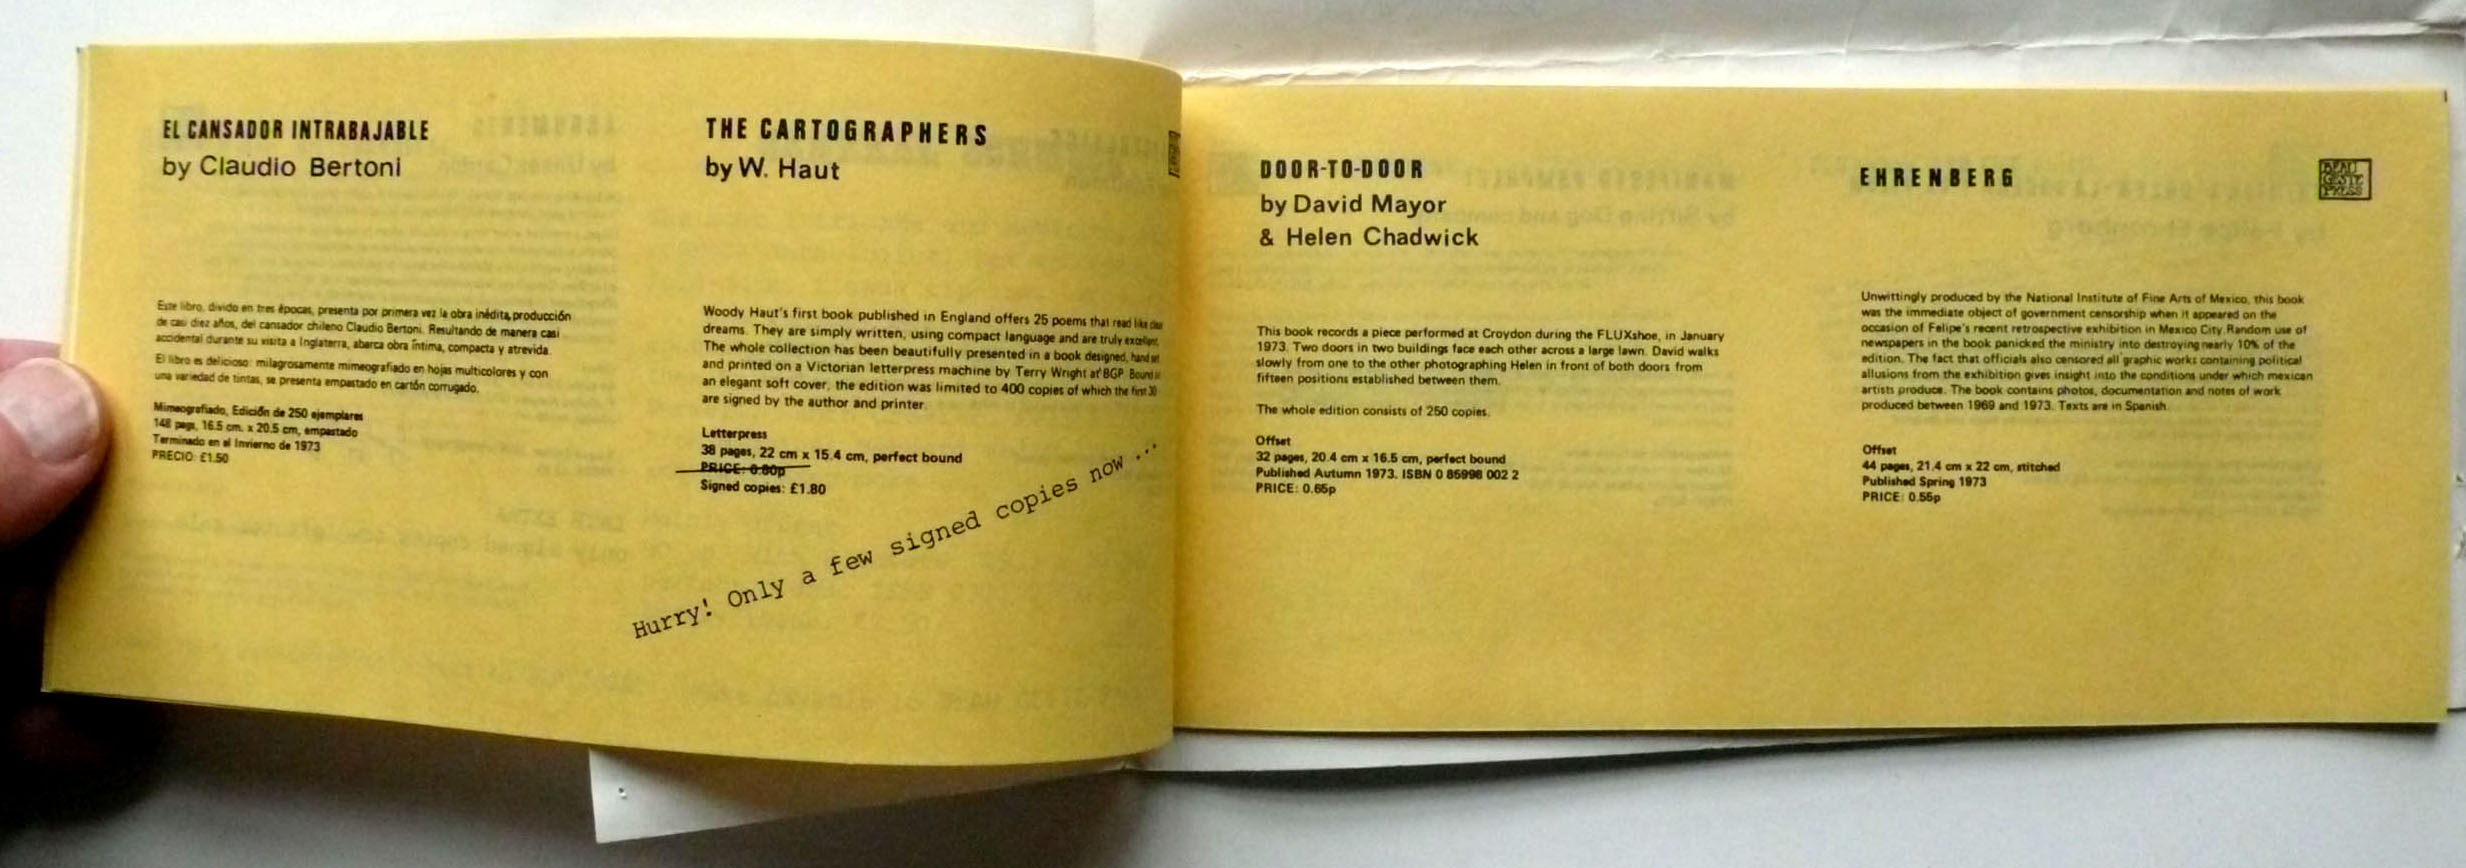 EL CANSADOR INTRABAJABLE
by Claudio Bertoni
Este libro, divido en tres épocas, presenta por primera vez la obra inédita, producción
de casi diez años, del cansador chileno Claudio Bertoni. Resultando de manera casi
accidental durante su visita a Inglaterra, abarca obra íntima, compacta y atrevida.
El libro es delicioso: milagrosamente mimeografiado en hojas multicolores y con
una variedad de tintas, se presenta empastado en cartón corrugado.
Mimeografiado, Edición de 250 ejemplares
148 pags, 16.5 cm. x 20.5 cm, empastado
Terminado en el Invierno de 1973
PRECIO: £1.50
THE CARTOGRAPHERS
by W. Haut
Woody Haut's first book published in England offers 25 poems that read like clear
dreams. They are simply written, using compact language and are truly excellent.
The whole collection has been beautifully presented in a book designed, hand set
and printed on a Victorian letterpress machine by Terry Wright at BGP. Bound in
an elegant soft cover, the edition was limited to 400 copies of which the first 30
are signed by the author and printer.
Letterpress
38 pages, 22 cm x 15.4 cm, perfect bound
PRICE: 0.80p
Signed copies: £1.80
Hurry! Only a few signed copies now ...
DOOR-TO-DOOR
by David Mayor
& Helen Chadwick
This book records a piece performed at Croydon during the FLUXshoe, in January
1973. Two doors in two buildings face each other across a large lawn. David walks
slowly from one to the other photographing Helen in front of both doors from
fifteen positions established between them.
The whole edition consists of 250 copies.
Offset
32 pages, 20.4 cm x 16.5 cm, perfect bound
Published Autumn 1973. ISBN 0 85998 002 2
PRICE: 0.65p
EHRENBERG
Unwittingly produced by the National Institute of Fine Arts of Mexico, this book
was the immediate object of government censorship when it appeared on the
occasion of Felipe's recent retrospective exhibition in Mexico City. Random use of
newspapers in the book panicked the ministry into destroying nearly 10% of the
edition. The fact that officials also censored all graphic works containing political
allusions from the exhibition gives insight into the conditions under which mexican
artists produce. The book contains photos, documentation and notes of work
produced between 1969 and 1973. Texts are in Spanish.
Offset
44 pages, 21.4 cm x 22 cm, stitched
Published Spring 1973
PRICE: 0.55p
BEAU
GESTE
PRESS